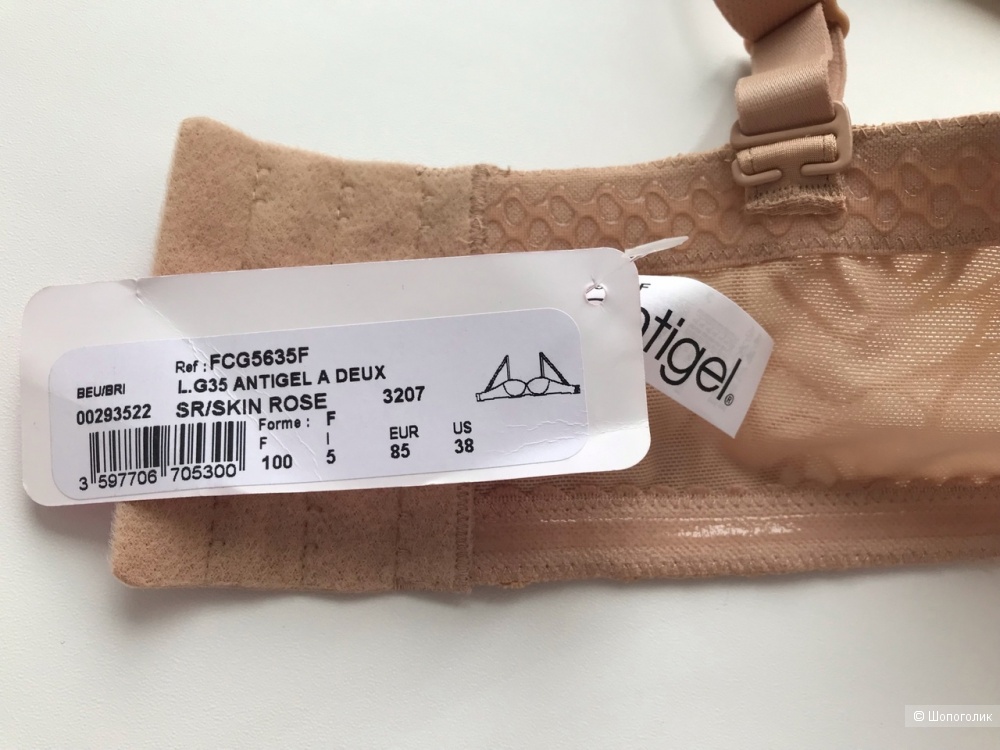 Ref : FCG5635F
BEU/BRI L.G35 ANTIGEL A DEUX
00293522 SR/SKIN ROSE 3207
Forme : F
F I EUR US
100 5 85 38
3 597706 705300
tigel®
© Шопоголик